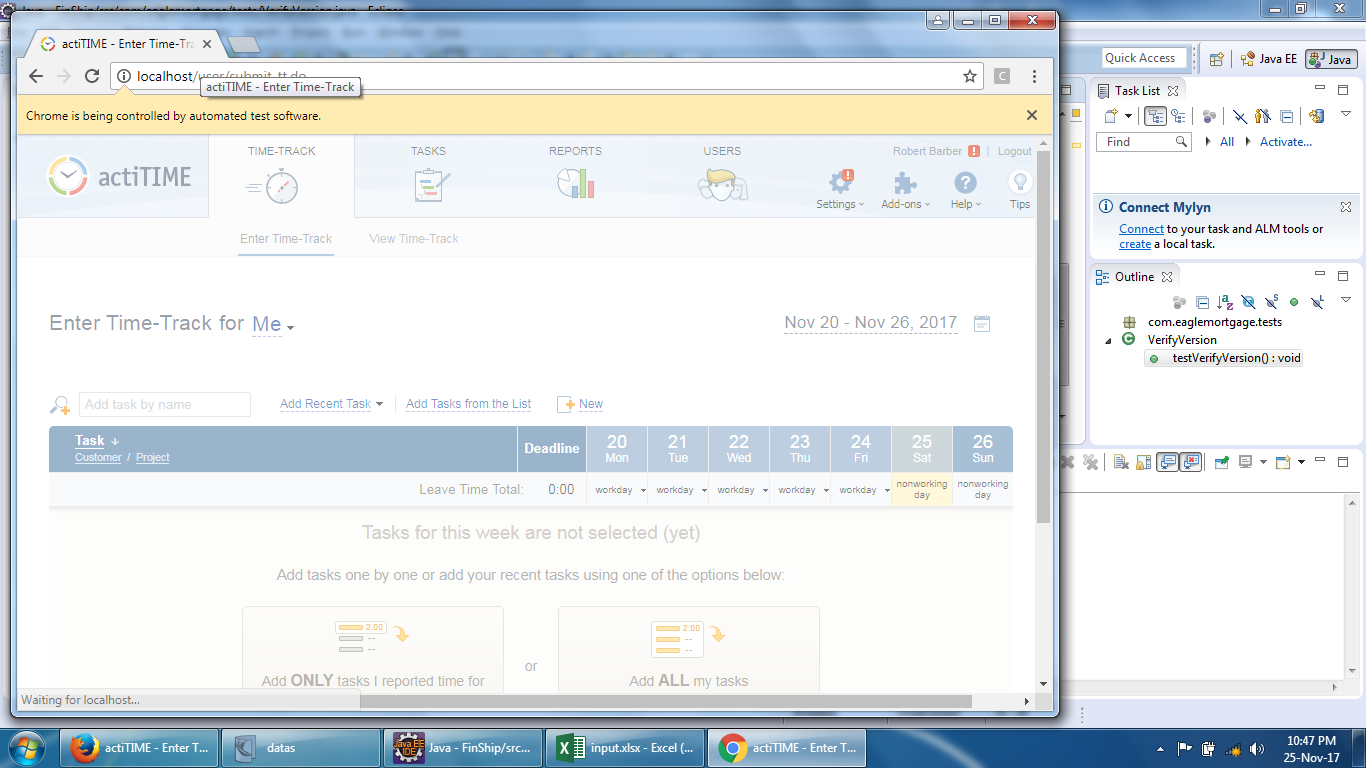 actiTIME - Enter Time-Tra
localhost/user/submit_tt.do
actiTIME - Enter Time-Track
Chrome is being controlled by automated test software.
actiTIME
TIME-TRACK
TASKS
REPORTS
USERS
Robert Barber ! | Logout
Settings
Add-ons
Help
Tips
Enter Time-Track
View Time-Track
Enter Time-Track for Me
Nov 20 - Nov 26, 2017
Add task by name
Add Recent Task
Add Tasks from the List
New
Task
Customer / Project
Deadline
20 Mon
21 Tue
22 Wed
23 Thu
24 Fri
25 Sat
26 Sun
Leave Time Total: 0:00
workday
workday
workday
workday
workday
nonworking day
nonworking day
Tasks for this week are not selected (yet)
Add tasks one by one or add your recent tasks using one of the options below:
2:00
--
--
Add ONLY tasks I reported time for
or
2:00
--
--
Add ALL my tasks
Waiting for localhost...
Quick Access
Java EE
Java
Task List
Find
All
Activate...
Connect Mylyn
Connect to your task and ALM tools or
create a local task.
Outline
com.eaglemortgage.tests
VerifyVersion
testVerifyVersion() : void
actiTIME - Enter T...
datas
Java - FinShip/src...
input.xlsx - Excel (...
actiTIME - Enter T...
10:47 PM
25-Nov-17